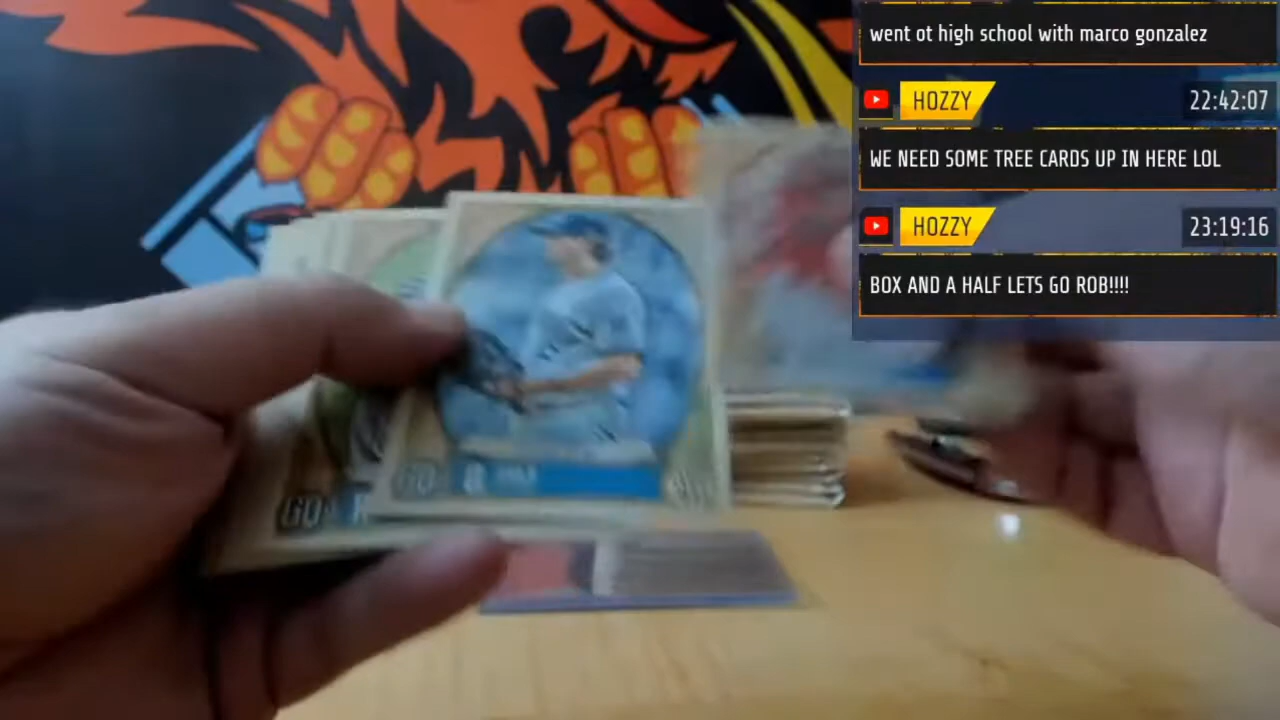 went ot high school with marco gonzalez
HOZZY
22:42:07
WE NEED SOME TREE CARDS UP IN HERE LOL
HOZZY
23:19:16
BOX AND A HALF LETS GO ROB!!!!